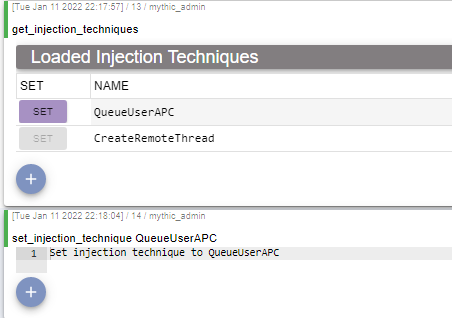 [Tue Jan 11 2022 22:17:57] / 13 / mythic_admin
get_injection_techniques
Loaded Injection Techniques
SET NAME
SET QueueUserAPC
SET CreateRemoteThread
+
[Tue Jan 11 2022 22:18:04] / 14 / mythic_admin
set_injection_technique QueueUserAPC
1 Set injection technique to QueueUserAPC
+